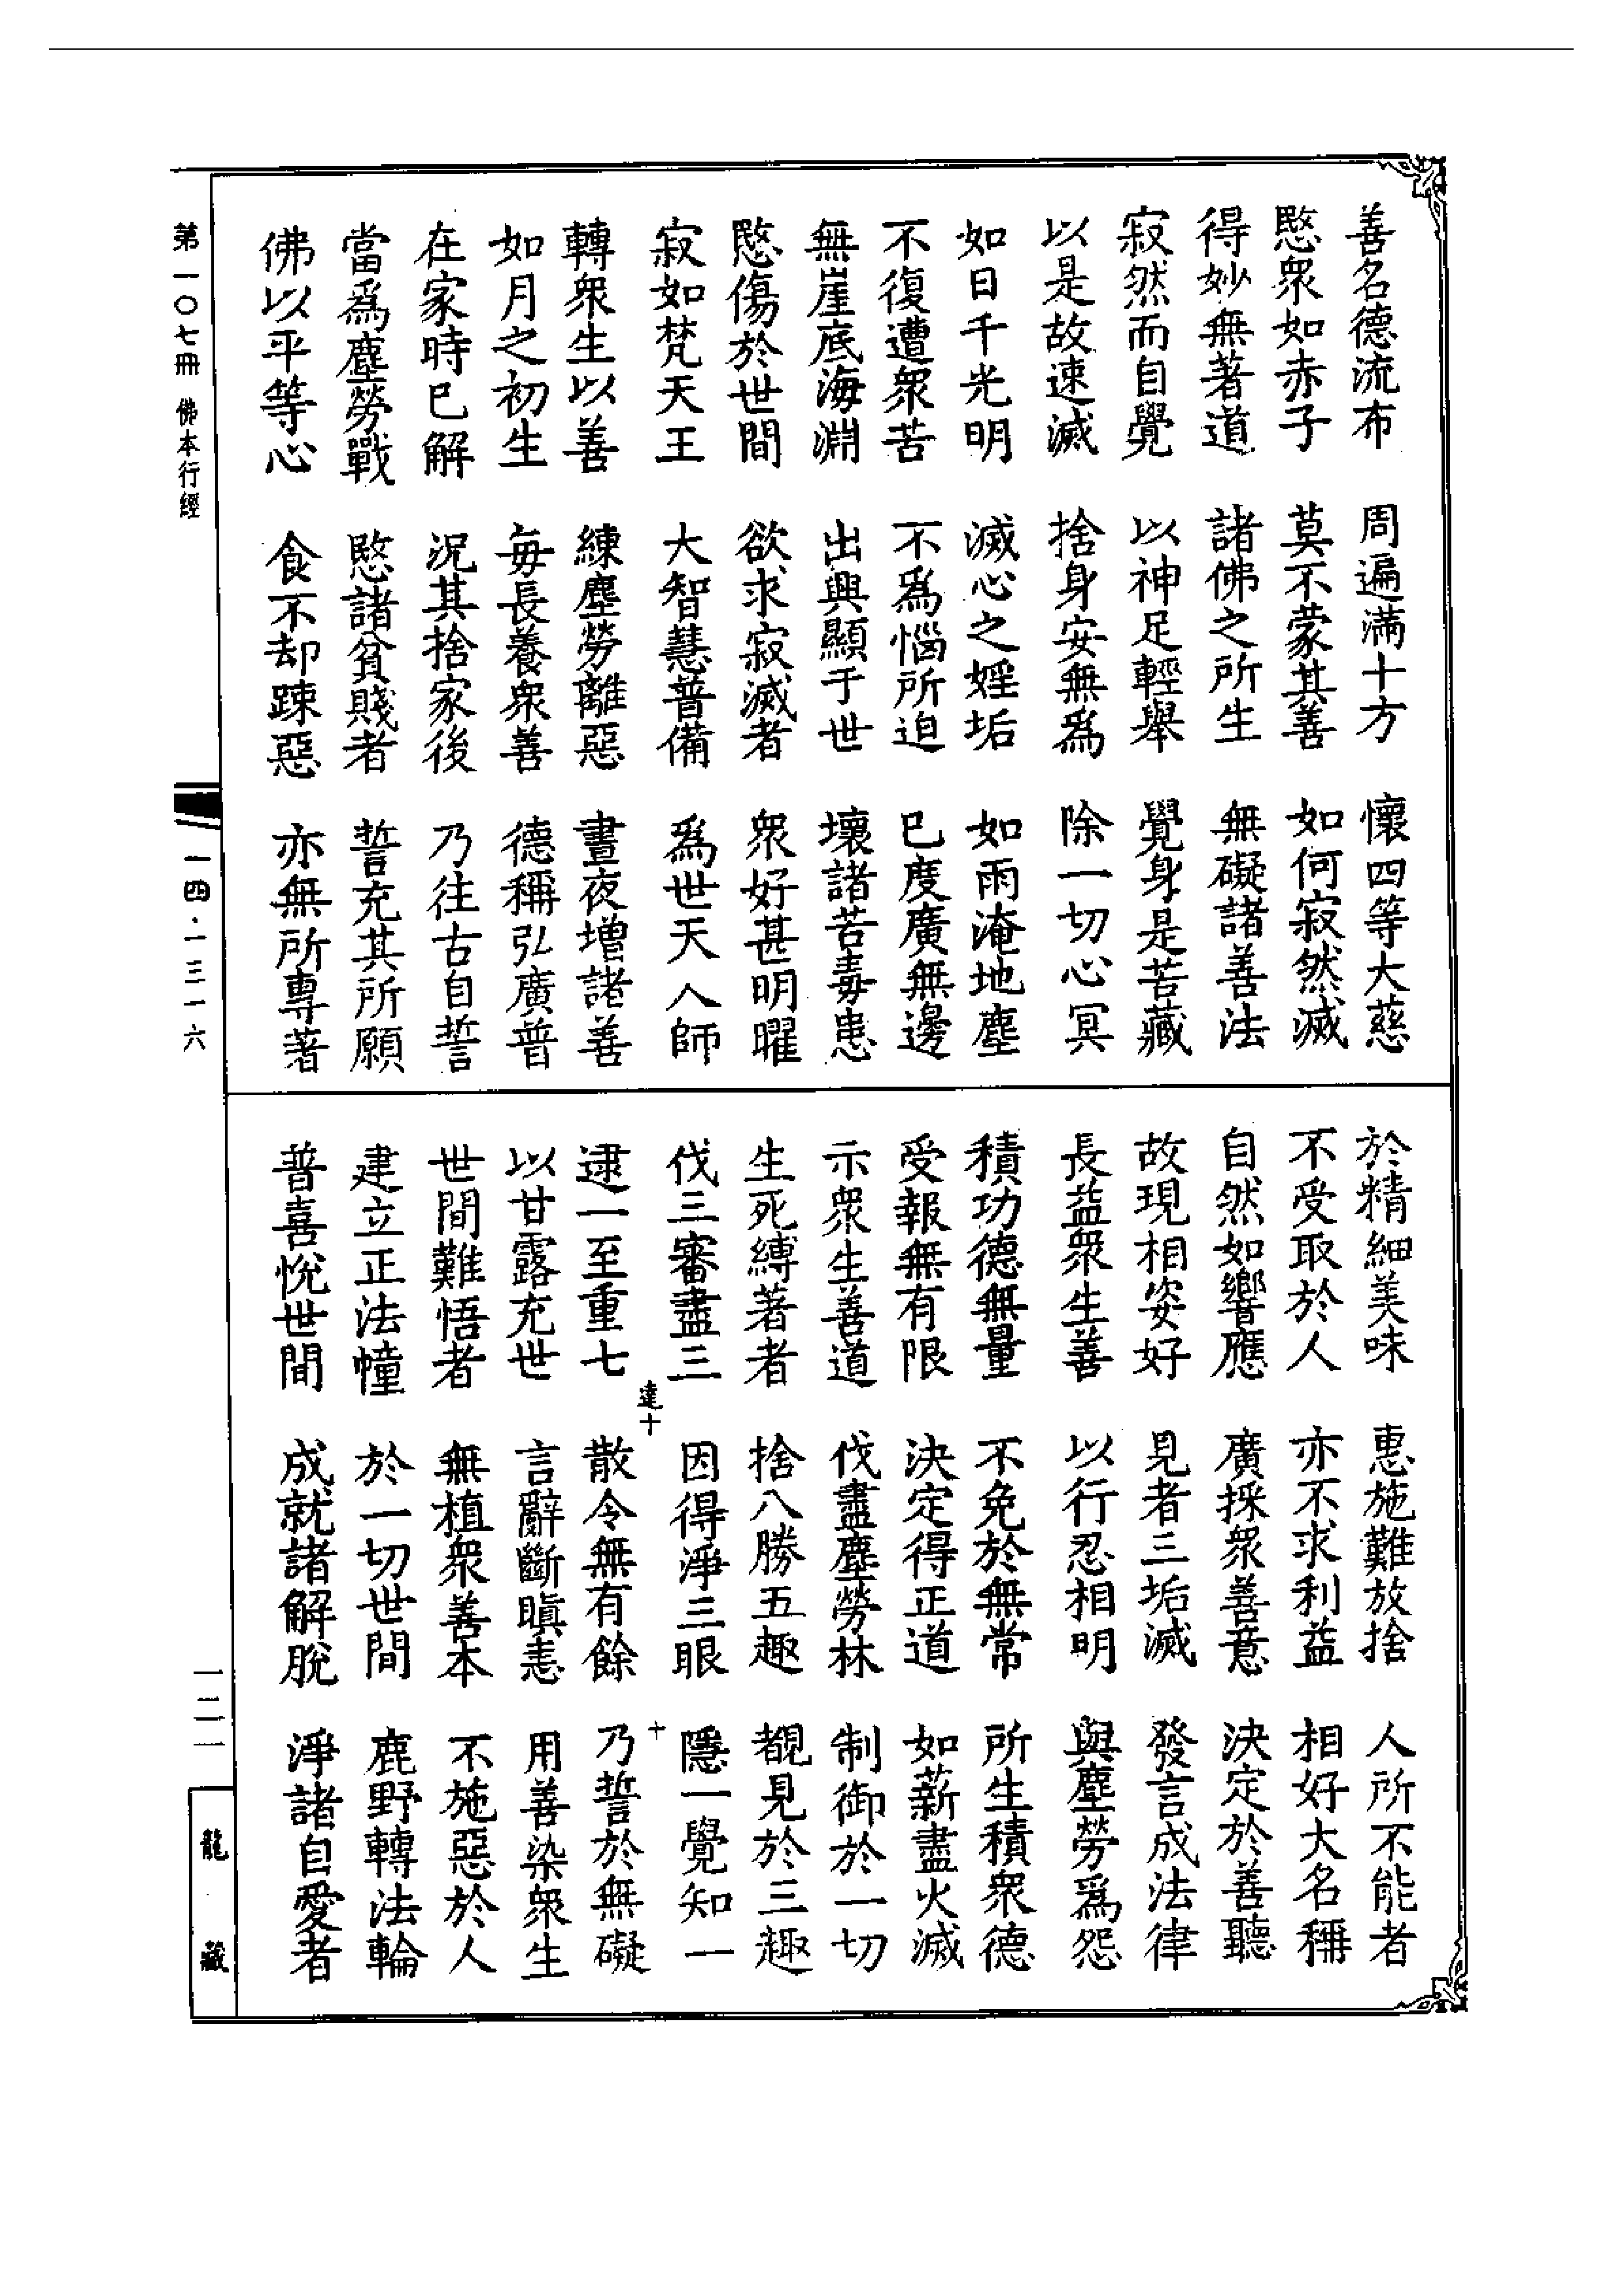 善名德流布　周遍滿十方　懷四等大慈
愍衆如赤子　莫不蒙其善　如何寂然滅
得妙無著道　諸佛之所生　無礙諸善法
寂然而自覺　以神足輕舉　覺身是苦藏
以是故速滅　捨身安無爲　除一切心冥
如日千光明　滅心之婬垢　如雨淹地塵
不復遭衆苦　不爲惱所迫　已度廣無邊
無崖底海淵　出興顯于世　壞諸苦毒患
愍傷於世間　欲求寂滅者　衆好甚明曜
寂如梵天王　大智慧普備　爲世天人師
轉衆生以善　練塵勞離惡　晝夜增諸善
如月之初生　每長養衆善　德稱弘廣普
在家時已解　況其捨家後　乃往古自誓
當爲塵勞戰　愍諸貧賤者　誓充其所願
佛以平等心　食不却踈惡　亦無所專著
於精細美味　惠施難放捨　人所不能者
不受取於人　亦不求利益　相好大名稱
自然如響應　廣採衆善意　決定於善聽
故現相姿好　見者三垢滅　發言成法律
長益衆生善　以行忍相明　與塵勞爲怨
積功德無量　不免於無常　所生積衆德
受報無有限　決定得正道　如薪盡火滅
示衆生善道　伐盡塵勞林　制御於一切
生死縛著者　捨八勝五趣　覩見於三趣
伐三審盡三　因得淨三眼　隱一覺知一
達十　十
逮一至重七　散令無有餘　乃誓於無礙
以甘露充世　言辭斷瞋恚　用善染衆生
世間難悟者　無植衆善本　不施惡於人
建立正法幢　於一切世間　鹿野轉法輪
普喜悅世間　成就諸解脫　淨諸自愛者
第一〇七冊　佛本行經
一四·一三一六
一二一
龍藏